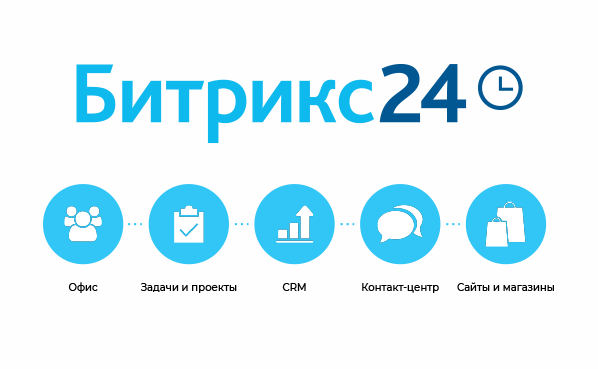 Битрикс24
Офис
Задачи и проекты
CRM
Контакт-центр
Сайты и магазины